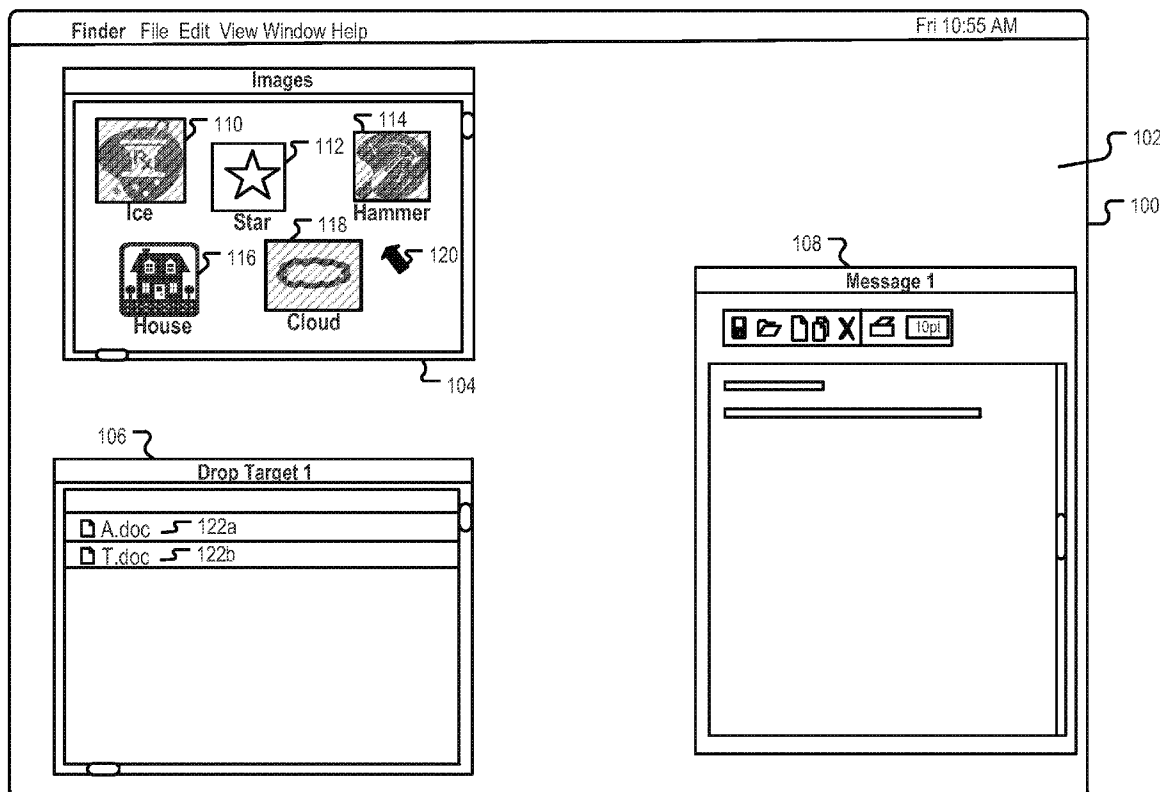 Finder File Edit View Window Help Fri 10:55 AM
Images
110
114
112
102
Ice
Star
Hammer
100
118
116
120
108
House
Cloud
Message 1
10pt
104
106
Drop Target 1
A.doc 122a
T.doc 122b